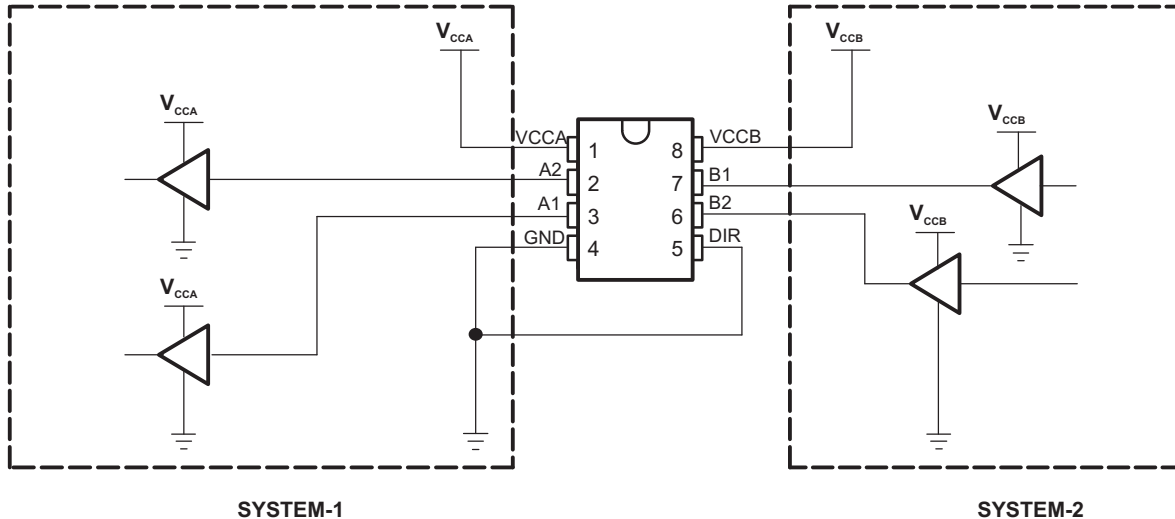 VCCA
VCCB
VCCA
VCCB
VCCA 1 8 VCCB
A2 2 7 B1
A1 3 6 B2
VCCB
GND 4 5 DIR
VCCA
SYSTEM-1
SYSTEM-2